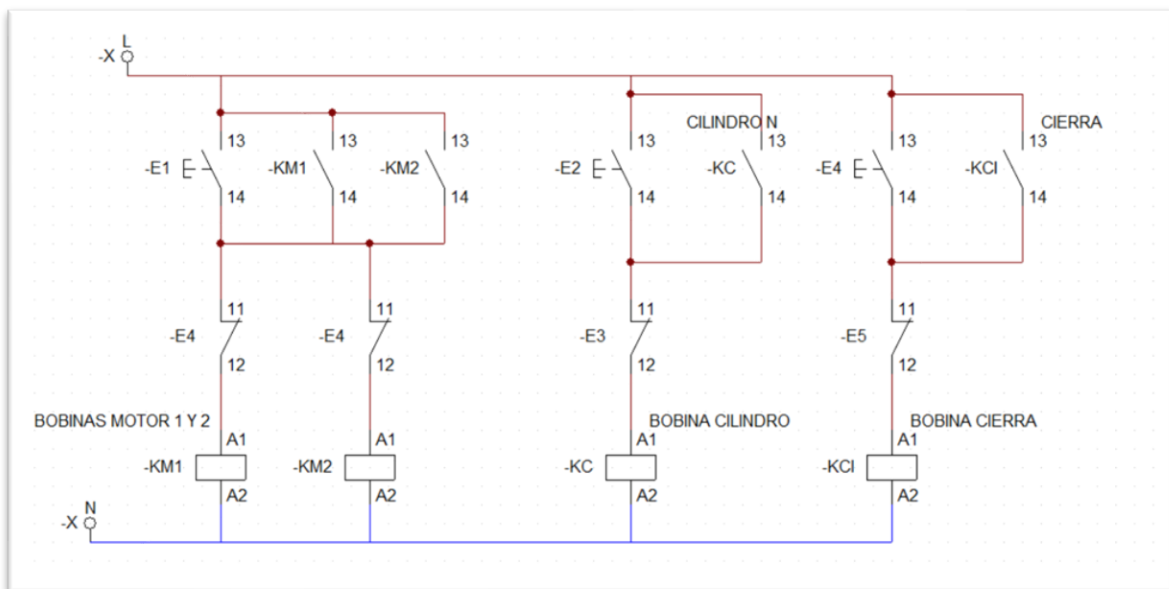 L
-X
CILINDRO N
CIERRA
13
13
13
13
13
13
13
-E1
-KM1
-KM2
-E2
-KC
-E4
-KCI
14
14
14
14
14
14
14
11
11
11
11
-E4
-E4
-E3
-E5
12
12
12
12
BOBINAS MOTOR 1 Y 2
BOBINA CILINDRO
BOBINA CIERRA
A1
A1
A1
A1
-KM1
-KM2
-KC
-KCI
A2
A2
A2
A2
N
-X